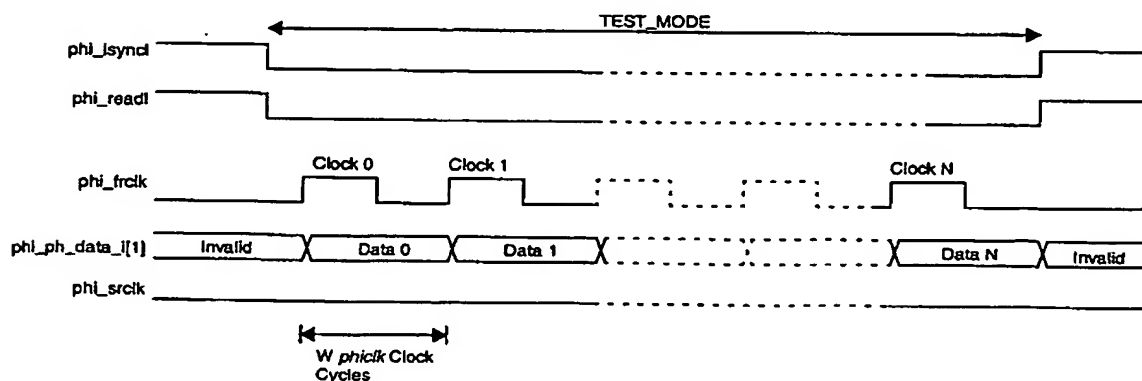 TEST_MODE
phi_lsyncl
phi_readl
Clock 0 Clock 1 Clock N
phi_frclk
phi_ph_data_i[1] Invalid Data 0 Data 1 Data N Invalid
phi_srclk
W phiclk Clock
Cycles